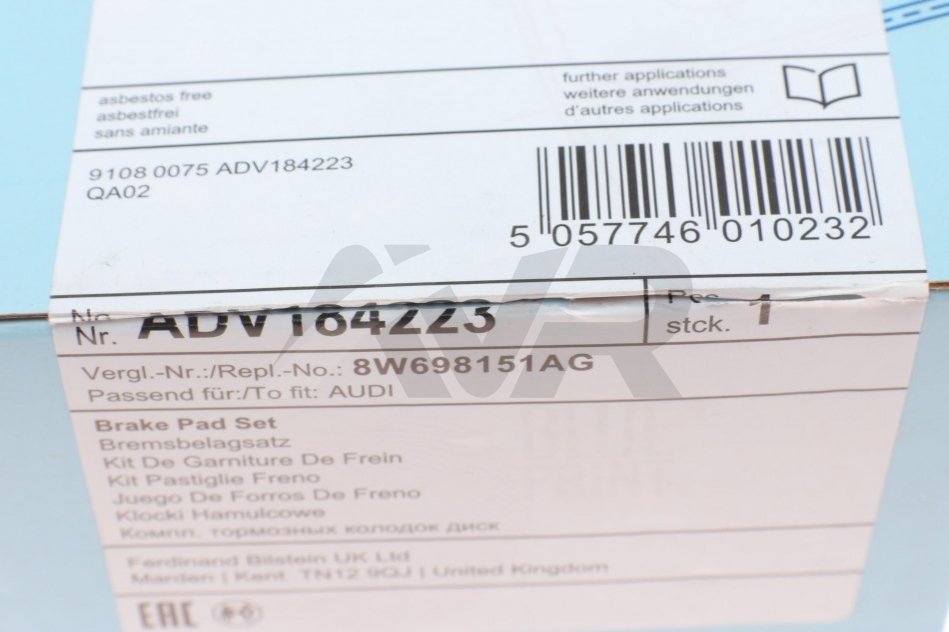 asbestos free
asbestfrei
sans amiante
further applications
weitere anwendungen
d'autres applications
9108 0075 ADV184223
QA02
5 057746 010232
Nr. ADV184223
Pcs.
stck. 1
Vergl.-Nr.:/Repl.-No.: 8W698151AG
Passend für:/To fit: AUDI
Brake Pad Set
Bremsbelagsatz
Kit De Garniture De Frein
Kit Pastiglie Freno
Juego De Forros De Freno
Klocki Hamulcowe
Компл. тормозных колодок диск
Ferdinand Bilstein UK Ltd
Marden | Kent TN12 9QJ | United Kingdom
EAC